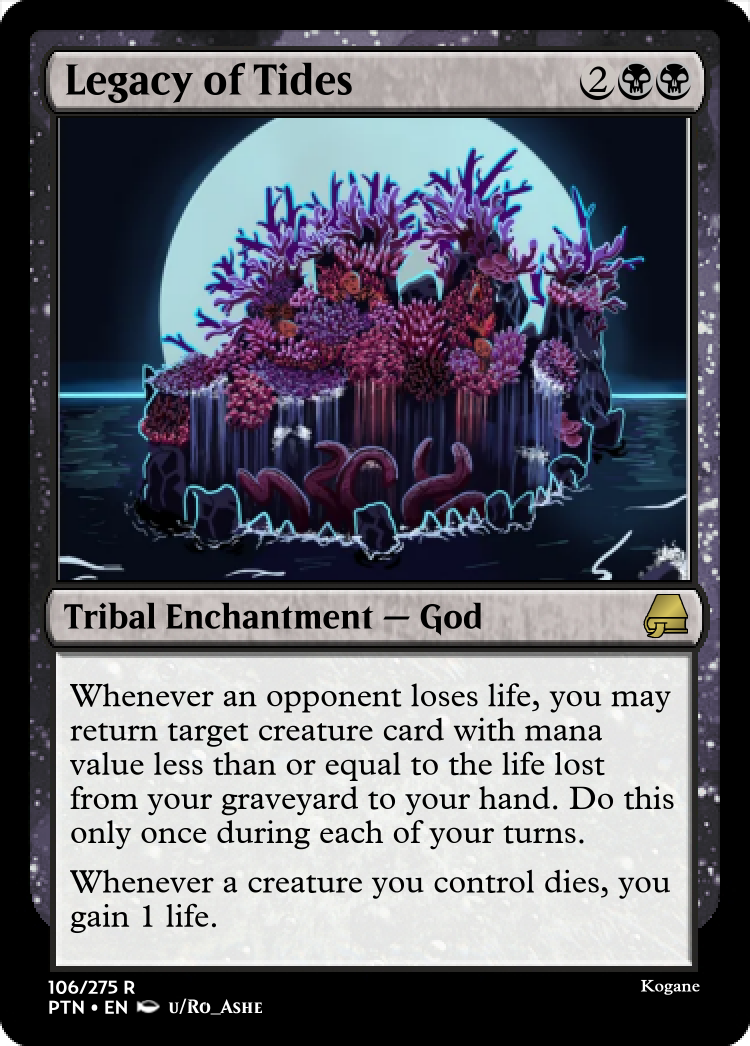 Legacy of Tides 2
Tribal Enchantment — God
Whenever an opponent loses life, you may
return target creature card with mana
value less than or equal to the life lost
from your graveyard to your hand. Do this
only once during each of your turns.
Whenever a creature you control dies, you
gain 1 life.
106/275 R
Kogane
PTN • EN u/Ro_Ashe